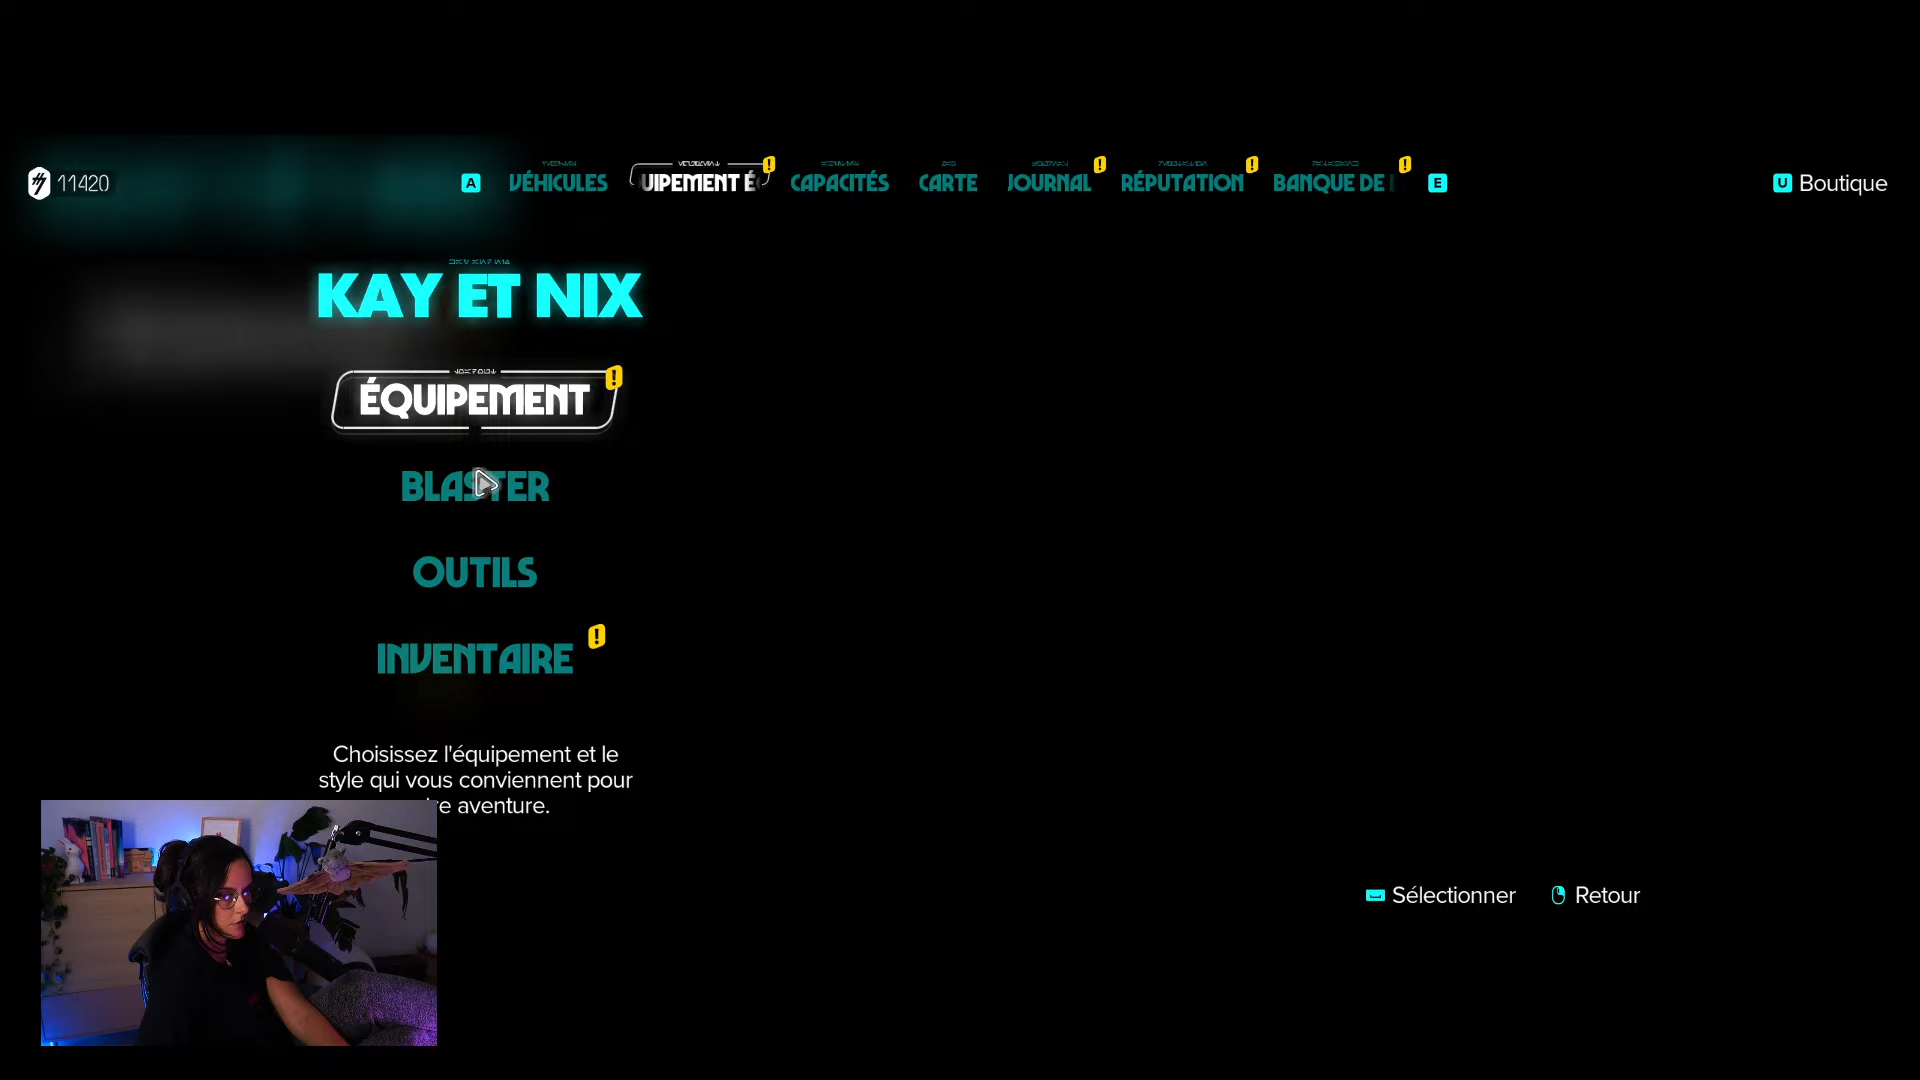 11420
A
VÉHICULES
UIPEMENT É
CAPACITÉS
CARTE
JOURNAL
RÉPUTATION
BANQUE DE
E
U Boutique
KAY ET NIX
ÉQUIPEMENT
BLASTER
OUTILS
INVENTAIRE
Choisissez l'équipement et le
style qui vous conviennent pour
re aventure.
Sélectionner
Retour